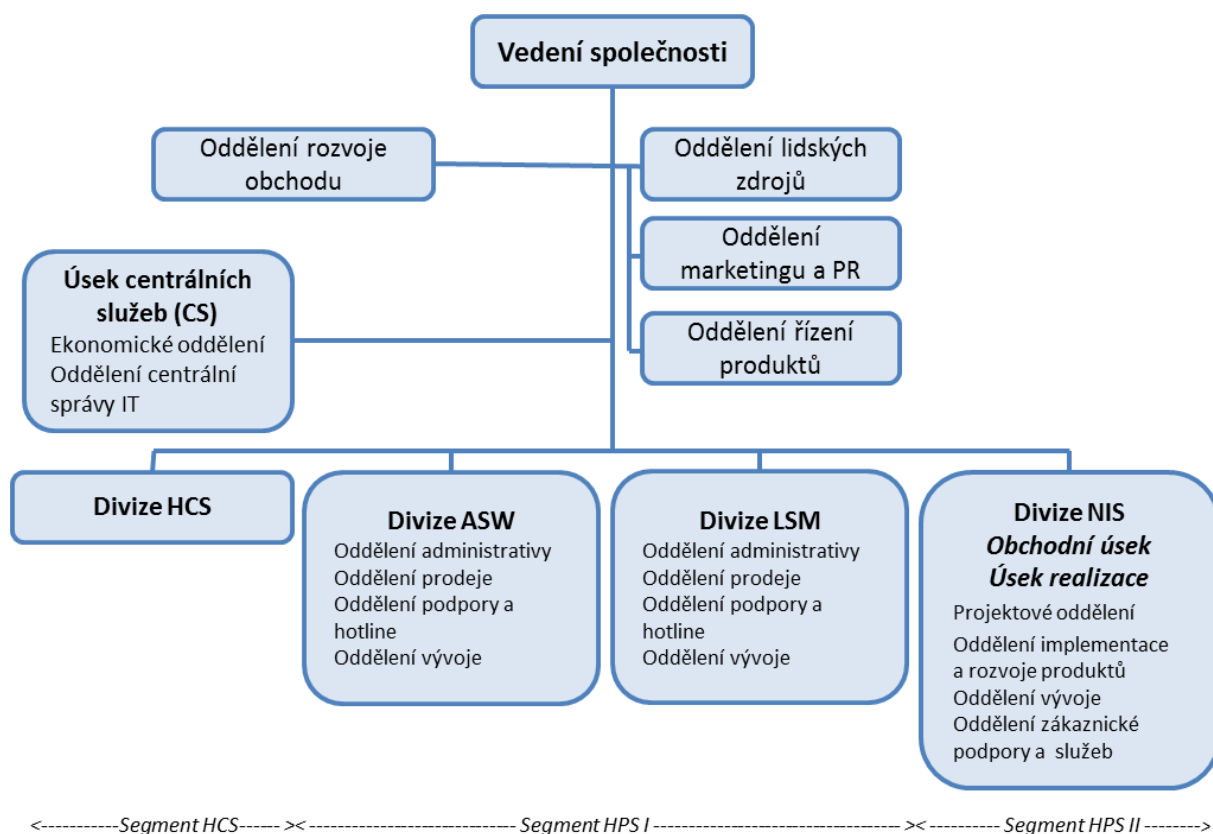 Vedení společnosti
Oddělení rozvoje
obchodu
Oddělení lidských
zdrojů
Oddělení
marketingu a PR
Úsek centrálních
služeb (CS)
Ekonomické oddělení
Oddělení centrální
správy IT
Oddělení řízení
produktů
Divize HCS
Divize ASW
Oddělení administrativy
Oddělení prodeje
Oddělení podpory a
hotline
Oddělení vývoje
Divize LSM
Oddělení administrativy
Oddělení prodeje
Oddělení podpory a
hotline
Oddělení vývoje
Divize NIS
Obchodní úsek
Úsek realizace
Projektové oddělení
Oddělení implementace
a rozvoje produktů
Oddělení vývoje
Oddělení zákaznické
podpory a služeb
<-----------Segment HCS------ >< ----------------------------- Segment HPS I -----------------------------------><- --------- Segment HPS II -------->